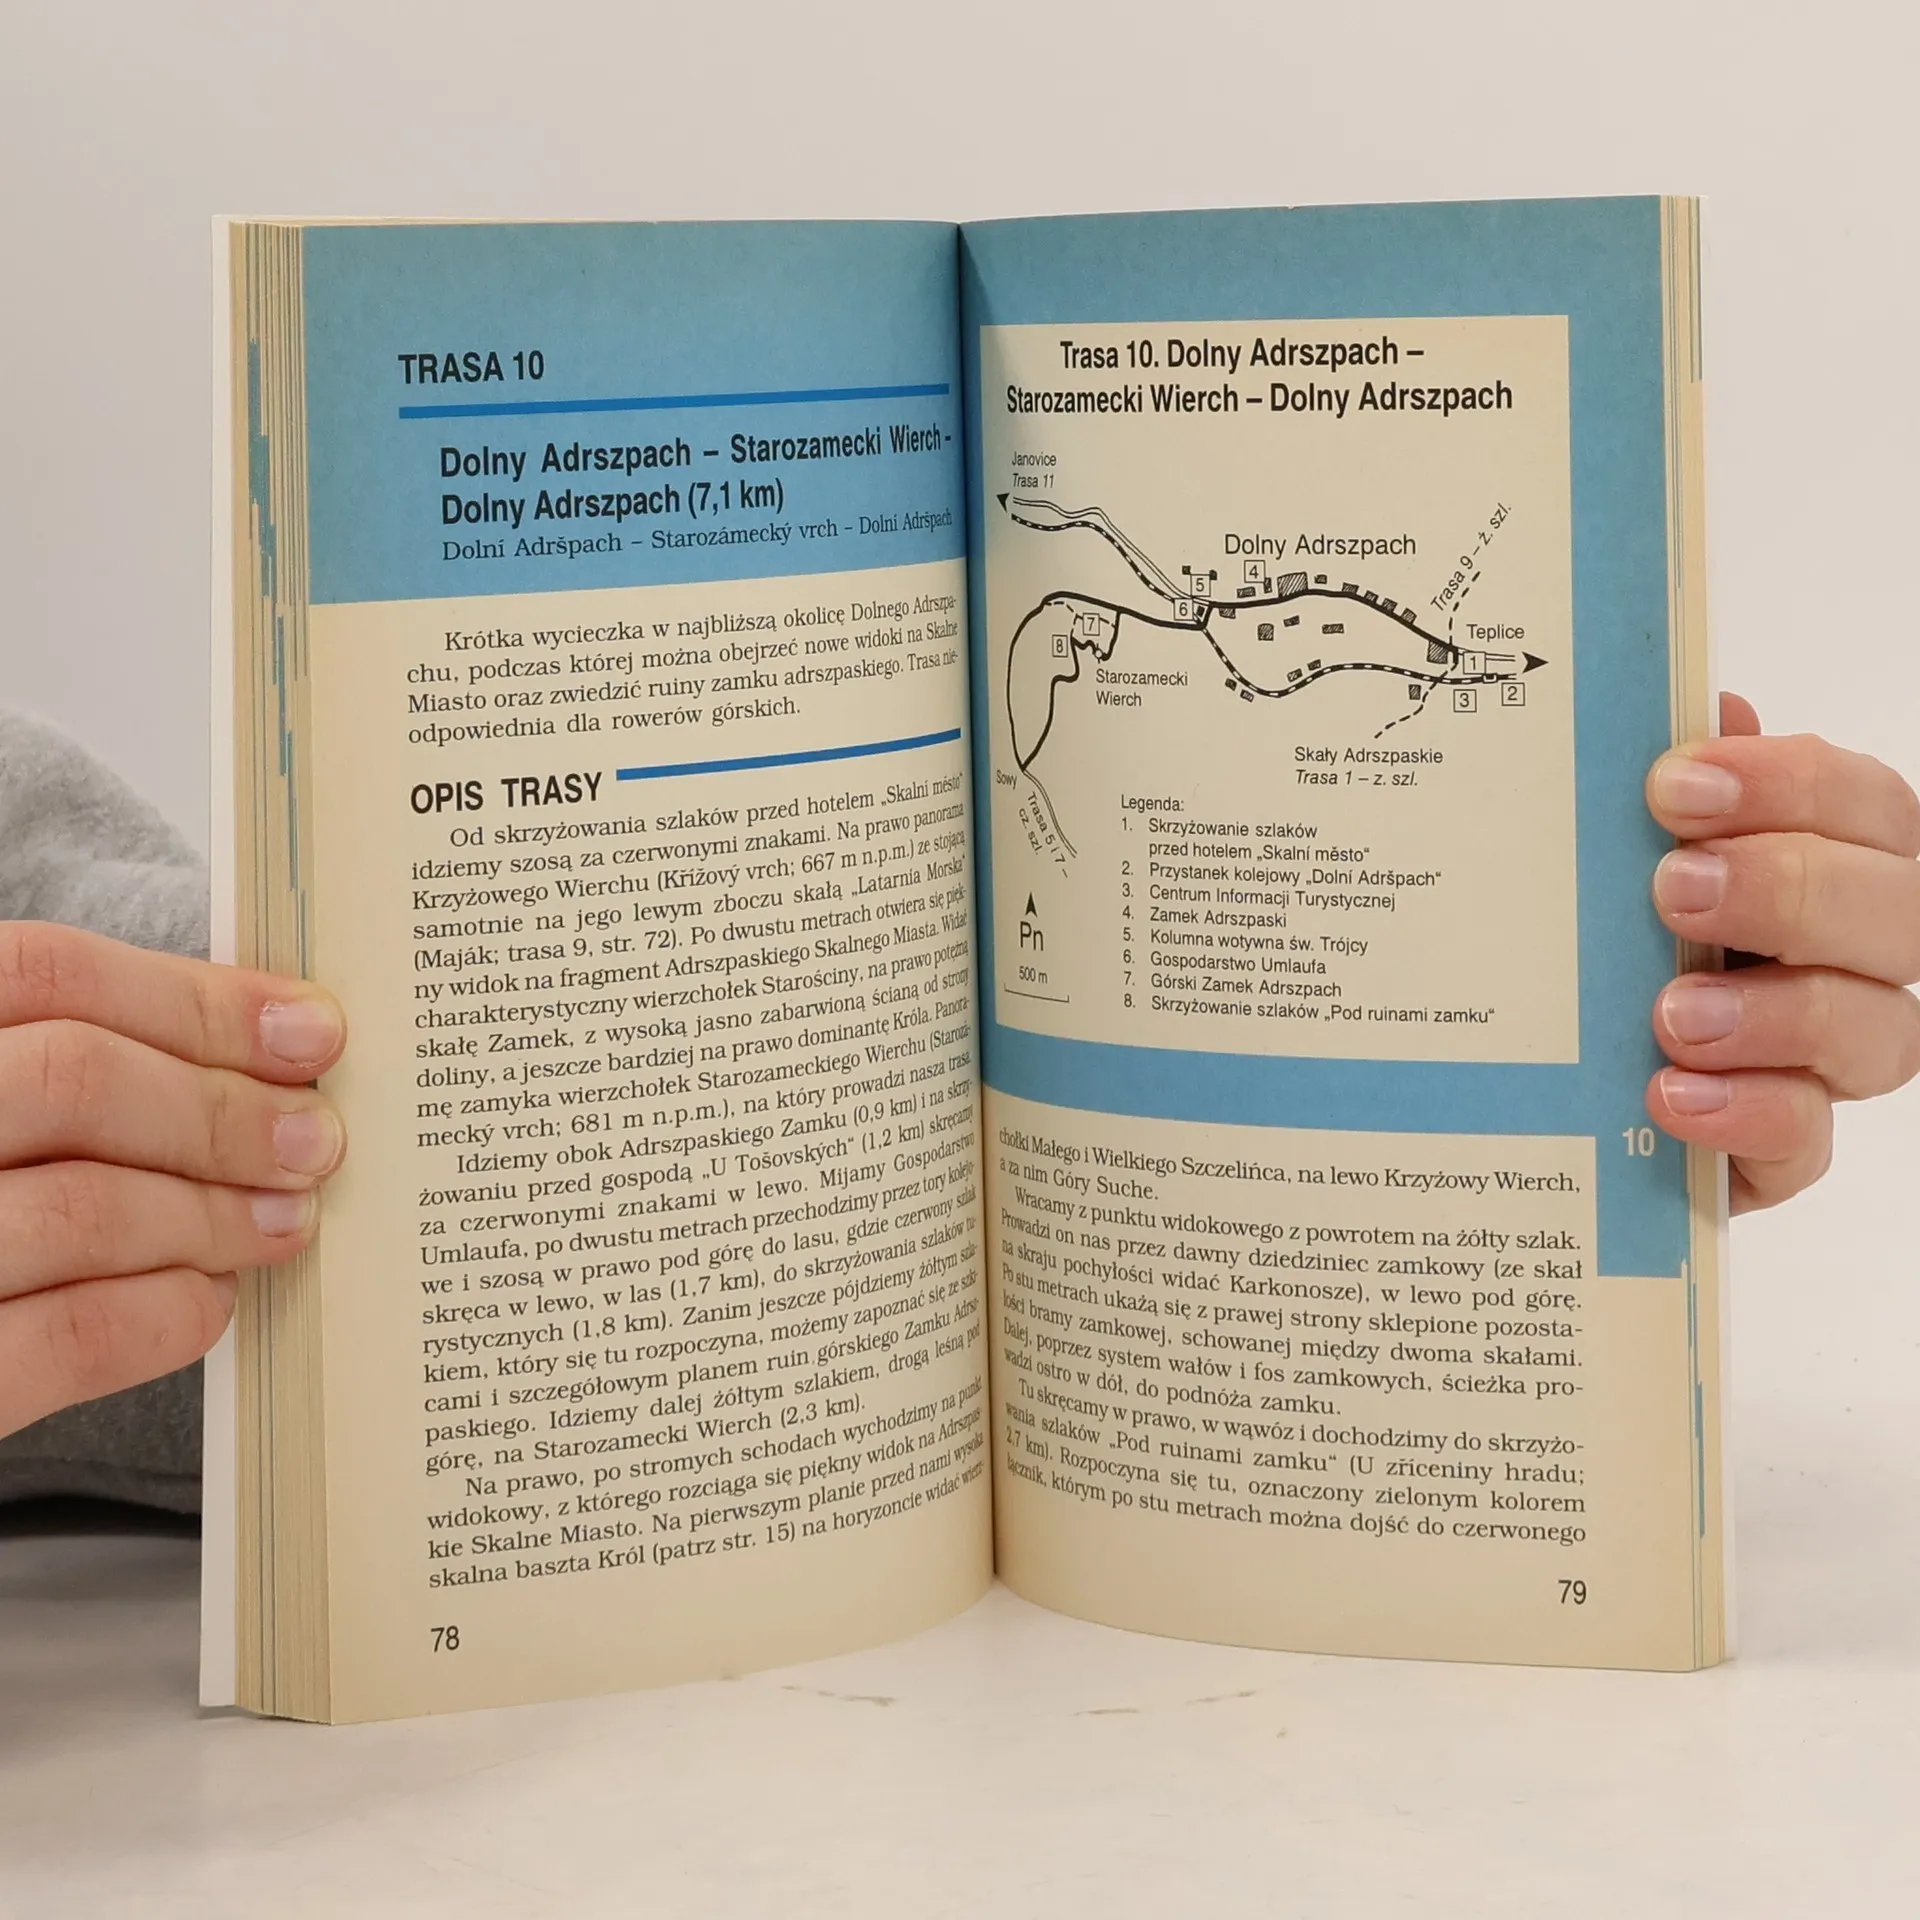 TRASA 10
Dolny Adrszpach – Starozamecki Wierch -
Dolny Adrszpach (7,1 km)
Dolní Adršpach – Starozámecký vrch – Dolní Adršpach
Krótka wycieczka w najbliższą okolicę Dolnego Adrszpa-
chu, podczas której można obejrzeć nowe widoki na Skalne
Miasto oraz zwiedzić ruiny zamku adrszpaskiego. Trasa nie-
odpowiednia dla rowerów górskich.
OPIS TRASY
Od skrzyżowania szlaków przed hotelem „Skalní město“
idziemy szosą za czerwonymi znakami. Na prawo panorama
Krzyżowego Wierchu (Křížový vrch; 667 m n.p.m.) ze stojącą
samotnie na jego lewym zboczu skałą „Latarnia Morska“
(Maják; trasa 9, str. 72). Po dwustu metrach otwiera się pięk-
ny widok na fragment Adrszpaskiego Skalnego Miasta. Widać
charakterystyczny wierzchołek Starościny, na prawo potężną
skałę Zamek, z wysoką jasno zabarwioną ścianą od strony
doliny, a jeszcze bardziej na prawo dominantę Króla. Panora-
mę zamyka wierzchołek Starozameckiego Wierchu (Staroza-
mecký vrch; 681 m n.p.m.), na który prowadzi nasza trasa.
Idziemy obok Adrszpaskiego Zamku (0,9 km) i na skrzy-
żowaniu przed gospodą „U Tošovských“ (1,2 km) skręcamy
za czerwonymi znakami w lewo. Mijamy Gospodarstwo
Umlaufa, po dwustu metrach przechodzimy przez tory kolejo-
we i szosą w prawo pod górę do lasu, gdzie czerwony szlak
skręca w lewo, w las (1,7 km), do skrzyżowania szlaków tu-
rystycznych (1,8 km). Zanim jeszcze pójdziemy żółtym szla-
kiem, który się tu rozpoczyna, możemy zapoznać się ze szki-
cami i szczegółowym planem ruin górskiego Zamku Adrsz-
paskiego. Idziemy dalej żółtym szlakiem, drogą leśną pod
górę, na Starozamecki Wierch (2,3 km).
Na prawo, po stromych schodach wychodzimy na punkt
widokowy, z którego rozciąga się piękny widok na Adrszpas-
kie Skalne Miasto. Na pierwszym planie przed nami wysoka
skalna baszta Król (patrz str. 15) na horyzoncie widać wierz-
78
Trasa 10. Dolny Adrszpach –
Starozamecki Wierch – Dolny Adrszpach
Janovice
Trasa 11
Dolny Adrszpach
Trasa 9 – ż. szl.
Teplice
5
4
6
7
8
1
3
2
Starozamecki
Wierch
Skały Adrszpaskie
Trasa 1 – z. szl.
Sowy
Trasa 5 i 7 –
cz. szl.
Pn
500 m
Legenda:
1. Skrzyżowanie szlaków
przed hotelem „Skalní město“
2. Przystanek kolejowy „Dolní Adršpach“
3. Centrum Informacji Turystycznej
4. Zamek Adrszpaski
5. Kolumna wotywna św. Trójcy
6. Gospodarstwo Umlaufa
7. Górski Zamek Adrszpach
8. Skrzyżowanie szlaków „Pod ruinami zamku“
10
chołki Małego i Wielkiego Szczelińca, na lewo Krzyżowy Wierch,
a za nim Góry Suche.
Wracamy z punktu widokowego z powrotem na żółty szlak.
Prowadzi on nas przez dawny dziedziniec zamkowy (ze skał
na skraju pochyłości widać Karkonosze), w lewo pod górę.
Po stu metrach ukażą się z prawej strony sklepione pozosta-
łości bramy zamkowej, schowanej między dwoma skałami.
Dalej, poprzez system wałów i fos zamkowych, ścieżka pro-
wadzi ostro w dół, do podnóża zamku.
Tu skręcamy w prawo, w wąwóz i dochodzimy do skrzyżo-
wania szlaków „Pod ruinami zamku“ (U zříceniny hradu;
2,7 km). Rozpoczyna się tu, oznaczony zielonym kolorem
łącznik, którym po stu metrach można dojść do czerwonego
79